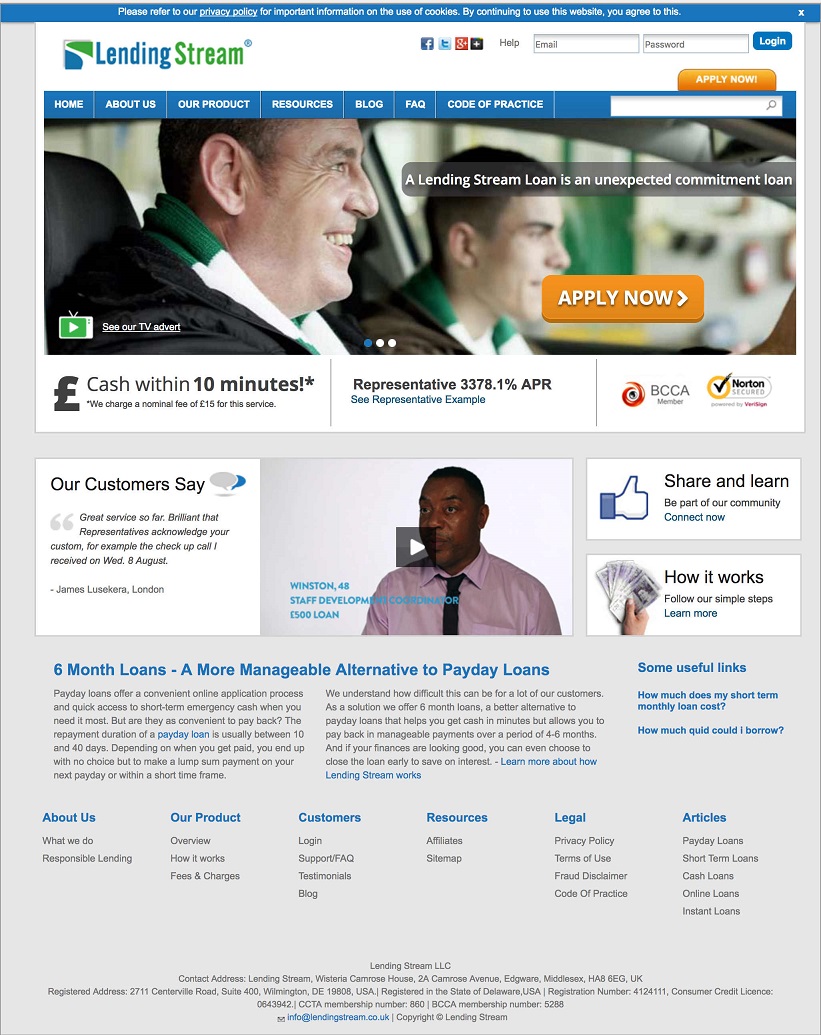 Please refer to our privacy policy for important information on the use of cookies. By continuing to use this website, you agree to this.
x
LendingStream®
Help
Email
Password
Login
APPLY NOW!
HOME
ABOUT US
OUR PRODUCT
RESOURCES
BLOG
FAQ
CODE OF PRACTICE
A Lending Stream Loan is an unexpected commitment loan
APPLY NOW
See our TV advert
£ Cash within 10 minutes!*
*We charge a nominal fee of £15 for this service.
Representative 3378.1% APR
See Representative Example
BCCA
Member
Norton
SECURED
powered by VeriSign
Our Customers Say
Great service so far. Brilliant that
Representatives acknowledge your
custom, for example the check up call I
received on Wed. 8 August.
- James Lusekera, London
WINSTON, 48
STAFF DEVELOPMENT COORDINATOR
£500 LOAN
Share and learn
Be part of our community
Connect now
How it works
Follow our simple steps
Learn more
6 Month Loans - A More Manageable Alternative to Payday Loans
Payday loans offer a convenient online application process
and quick access to short-term emergency cash when you
need it most. But are they as convenient to pay back? The
repayment duration of a payday loan is usually between 10
and 40 days. Depending on when you get paid, you end up
with no choice but to make a lump sum payment on your
next payday or within a short time frame.
We understand how difficult this can be for a lot of our customers.
As a solution we offer 6 month loans, a better alternative to
payday loans that helps you get cash in minutes but allows you to
pay back in manageable payments over a period of 4-6 months.
And if your finances are looking good, you can even choose to
close the loan early to save on interest. - Learn more about how
Lending Stream works
Some useful links
How much does my short term
monthly loan cost?
How much quid could i borrow?
About Us
What we do
Responsible Lending
Our Product
Overview
How it works
Fees & Charges
Customers
Login
Support/FAQ
Testimonials
Blog
Resources
Affiliates
Sitemap
Legal
Privacy Policy
Terms of Use
Fraud Disclaimer
Code Of Practice
Articles
Payday Loans
Short Term Loans
Cash Loans
Online Loans
Instant Loans
Lending Stream LLC
Contact Address: Lending Stream, Wisteria Camrose House, 2A Camrose Avenue, Edgware, Middlesex, HA8 6EG, UK
Registered Address: 2711 Centerville Road, Suite 400, Wilmington, DE 19808, USA.| Registered in the State of Delaware,USA | Registration Number: 4124111, Consumer Credit Licence:
0643942.| CCTA membership number: 860 | BCCA membership number: 5288
info@lendingstream.co.uk | Copyright © Lending Stream